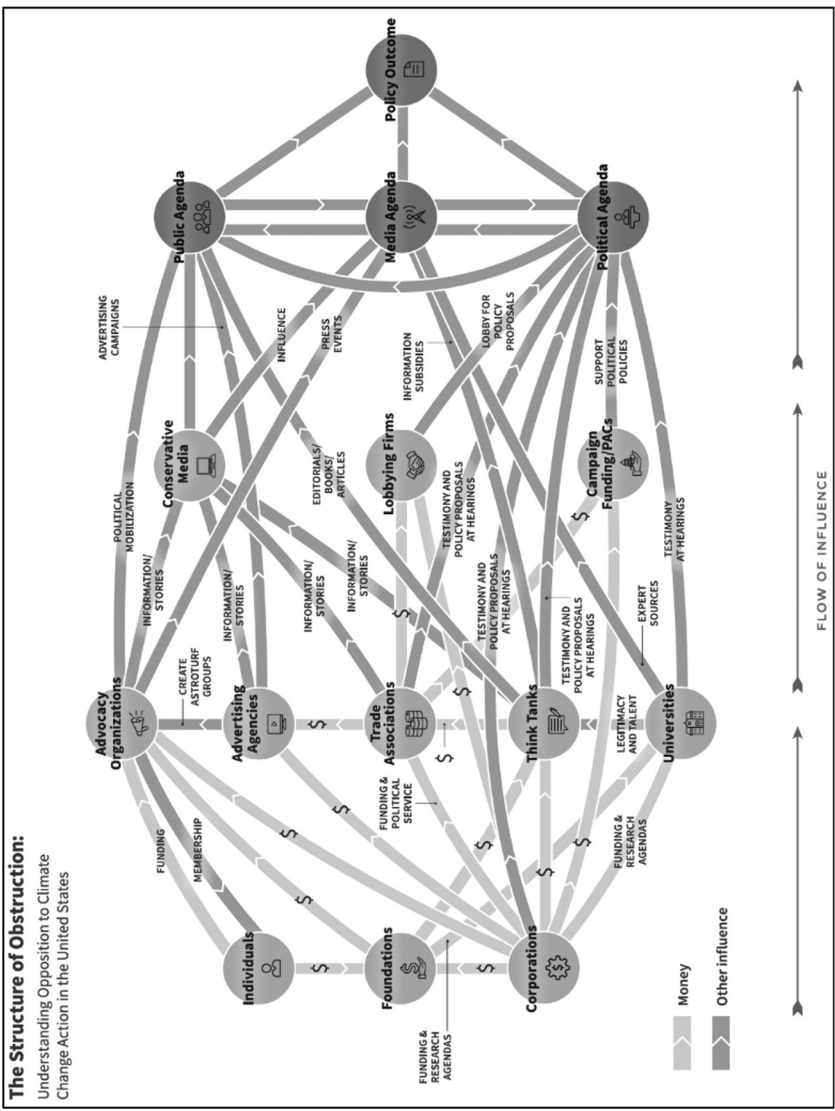 The Structure of Obstruction:
Understanding Opposition to Climate
Change Action in the United States
Individuals
Foundations
Corporations
FUNDING
MEMBERSHIP
$
$
$
$
$
FUNDING &
POLITICAL
SERVICE
$
$
$
FUNDING &
RESEARCH
AGENDAS
FUNDING &
RESEARCH
AGENDAS
Advocacy
Organizations
CREATE
ASTROTURF
GROUPS
Advertising
Agencies
$
Trade
Associations
$
Think Tanks
LEGITIMACY
AND TALENT
Universities
POLITICAL
MOBILIZATION
INFORMATION/
STORIES
INFORMATION/
STORIES
INFORMATION/
STORIES
INFORMATION/
STORIES
$
$
$
TESTIMONY AND
POLICY PROPOSALS
AT HEARINGS
TESTIMONY AND
POLICY PROPOSALS
AT HEARINGS
TESTIMONY AND
POLICY PROPOSALS
AT HEARINGS
EXPERT
SOURCES
TESTIMONY
AT HEARINGS
Conservative
Media
EDITORIALS/
BOOKS/
ARTICLES
Lobbying Firms
Campaign
Funding/PACs
ADVERTISING
CAMPAIGNS
INFLUENCE
PRESS
EVENTS
INFORMATION
SUBSIDIES
LOBBY FOR
POLICY
PROPOSALS
SUPPORT
POLITICAL
POLICIES
Public Agenda
Media Agenda
Political Agenda
Policy Outcome
Money
Other influence
FLOW OF INFLUENCE